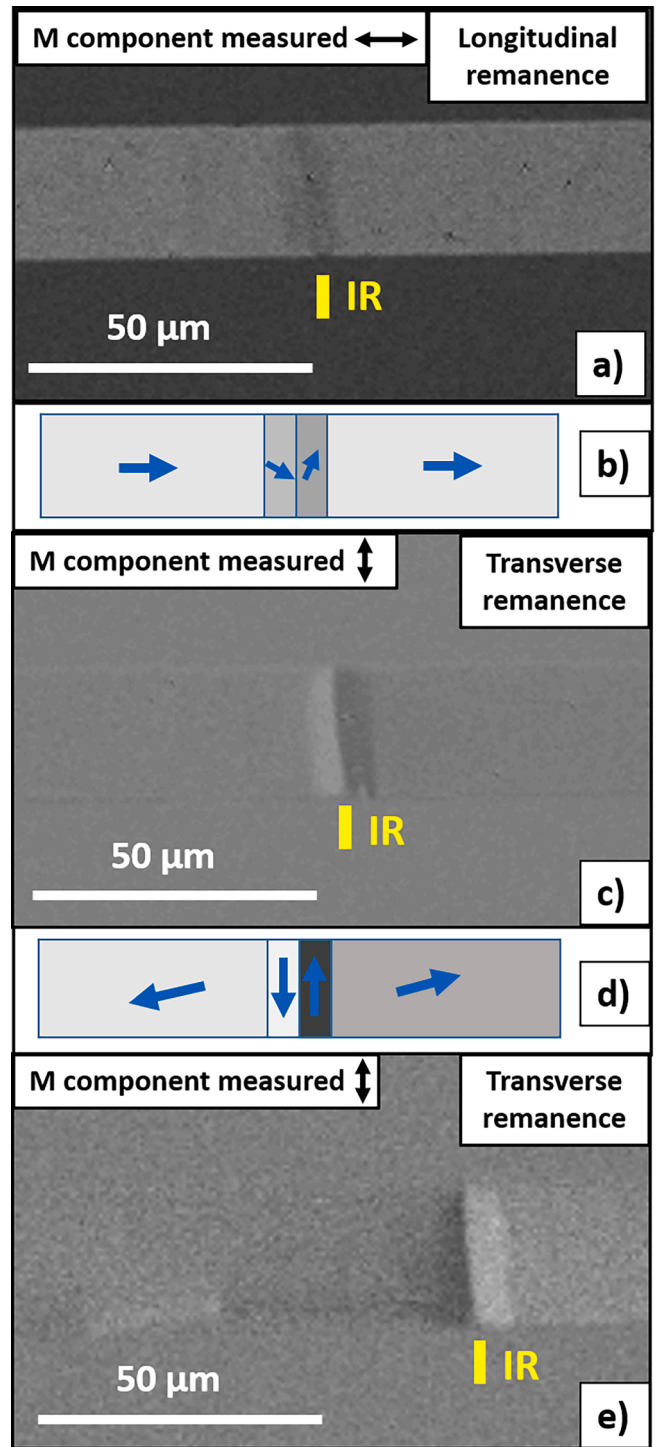 M component measured
Longitudinal
remanence
IR
50 µm
a)
b)
M component measured
Transverse
remanence
IR
50 µm
c)
d)
M component measured
Transverse
remanence
IR
50 µm
e)